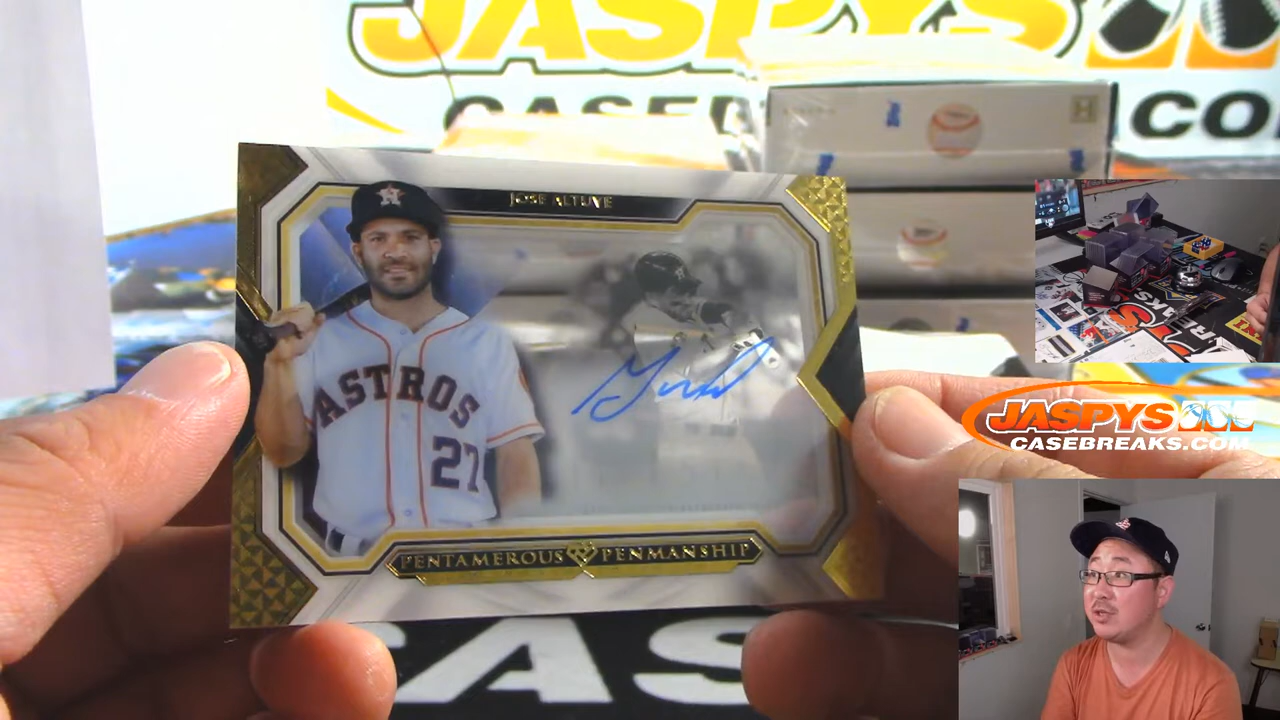 JASPYS
CASEB
.CO
JOSE ALTUVE
ASTROS
27
PENTAMEROUS PENMANSHIP
CAS
JASPYS
CASEBREAKS.COM